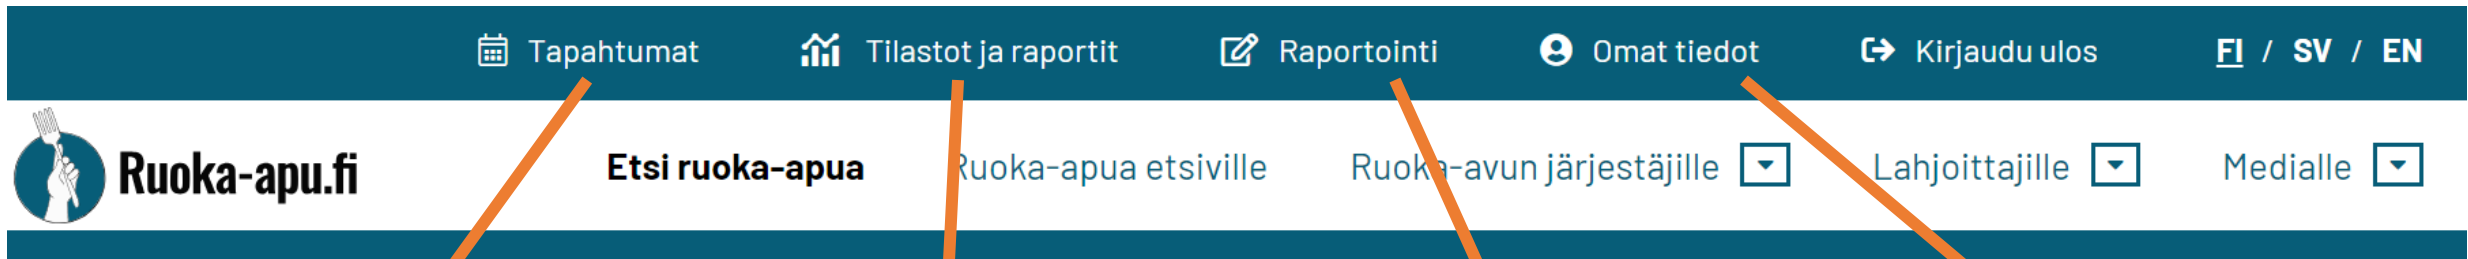 Tapahtumat Tilastot ja raportit Raportointi Omat tiedot Kirjaudu ulos FI / SV / EN
Ruoka-apu.fi Etsi ruoka-apua Ruoka-apua etsiville Ruoka-avun järjestäjille Lahjoittajille Medialle